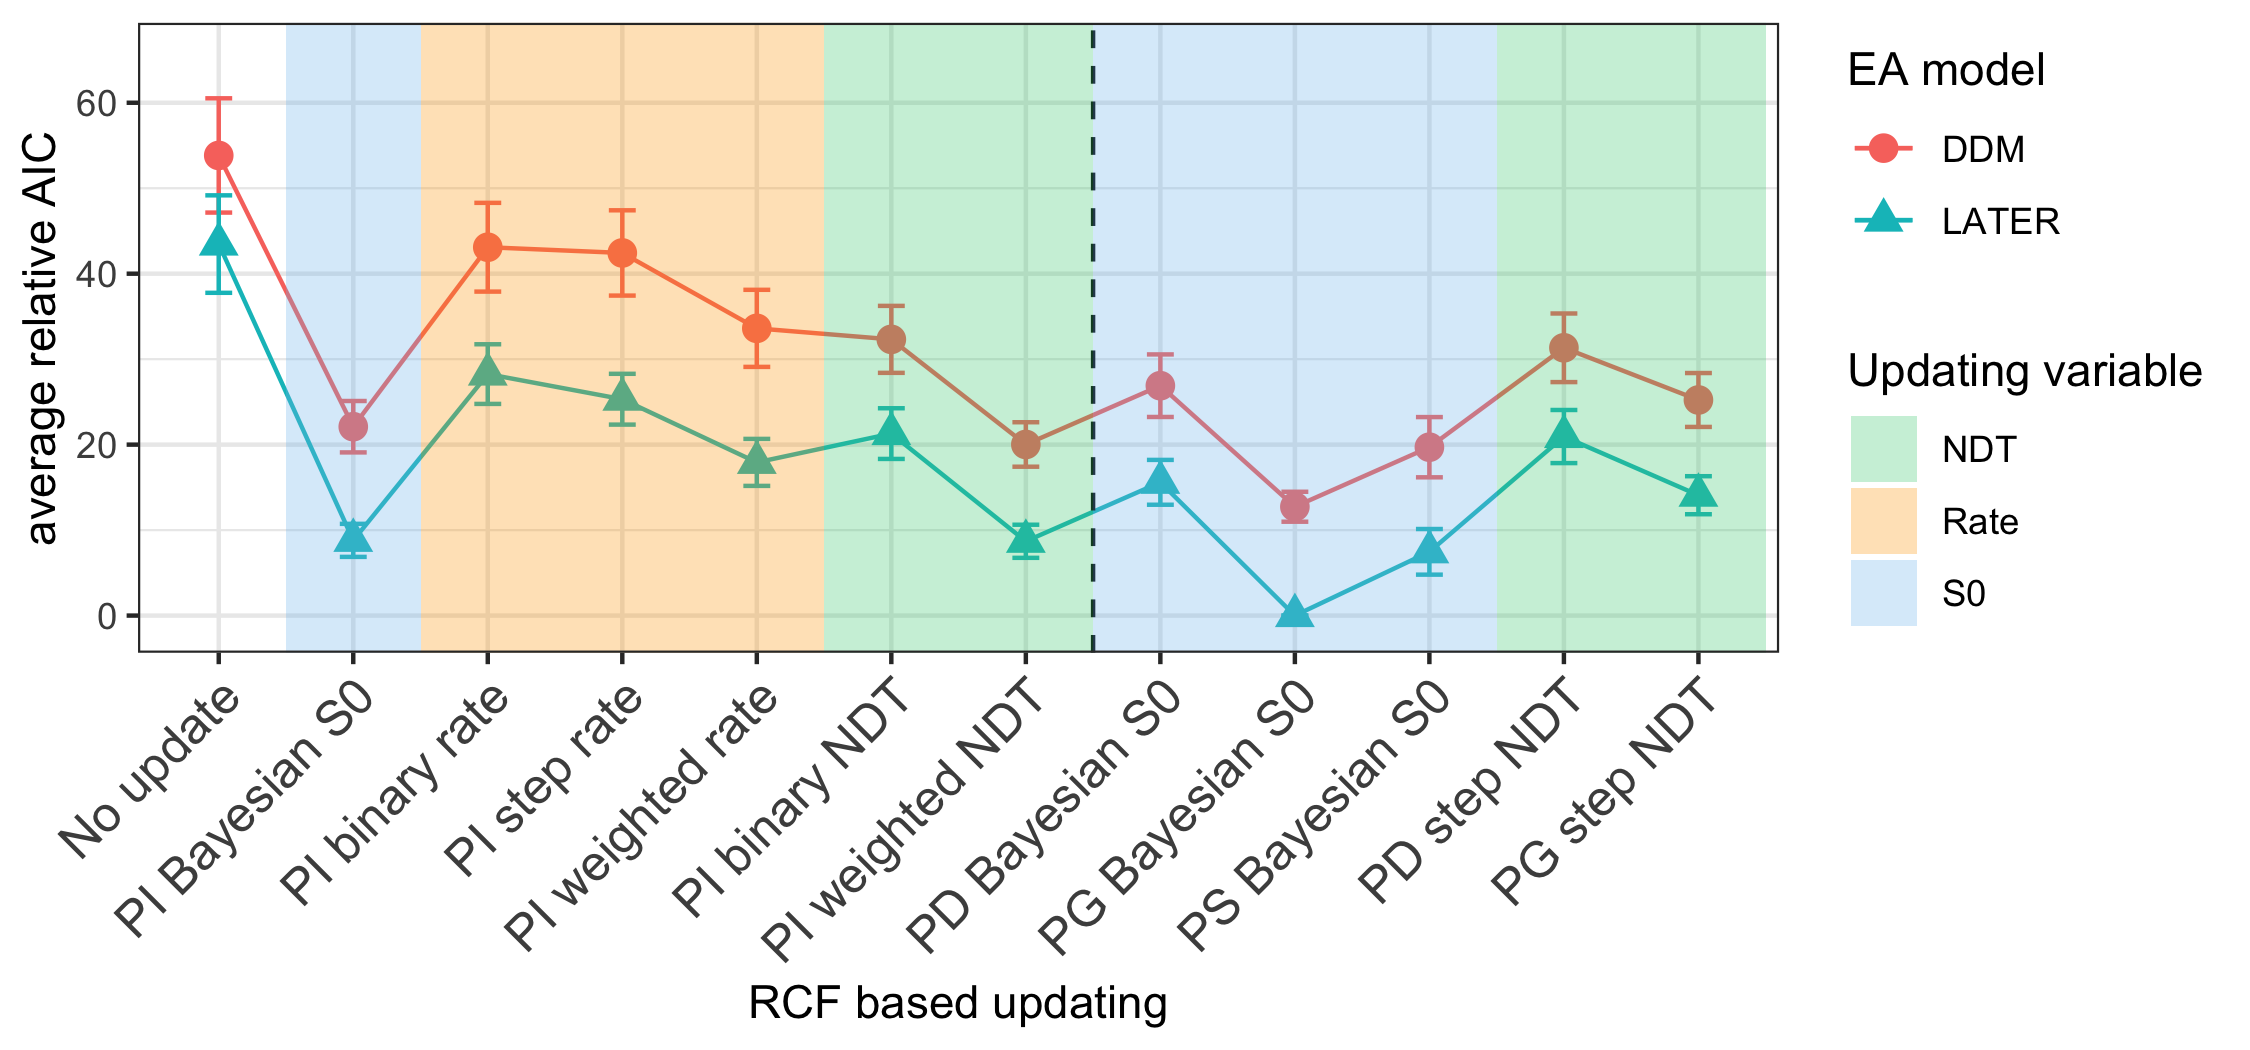 average relative AIC
60
40
20
0
No update
PI Bayesian S0
PI binary rate
PI step rate
PI weighted rate
PI binary NDT
PI weighted NDT
PD Bayesian S0
PG Bayesian S0
PS Bayesian S0
PD step NDT
PG step NDT
RCF based updating
EA model
DDM
LATER
Updating variable
NDT
Rate
S0